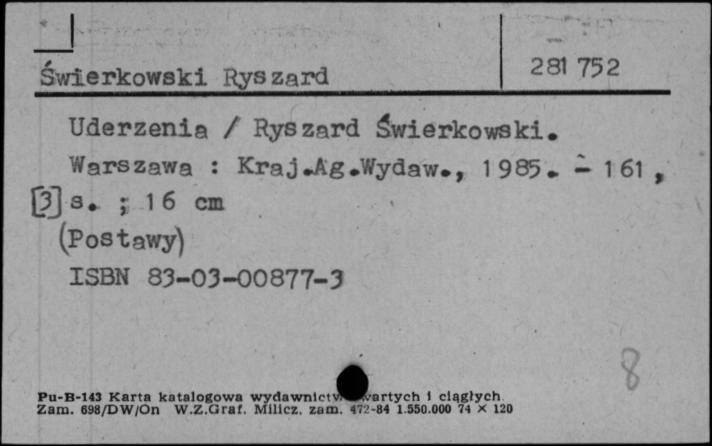 Świerkowski Ryszard
281 752
Uderzenia / Ryszard Świerkowski.
Warszawa : Kraj.Ag.Wydaw., 1985. - 161,
[3] s. ; 16 cm
(Postawy)
ISBN 83-03-00877-3
8
Pu-B-143 Karta katalogowa wydawnictw zwartych i ciągłych
Zam. 698/DW/On W.Z.Graf. Milicz, zam. 472-84 1.550.000 74 × 120